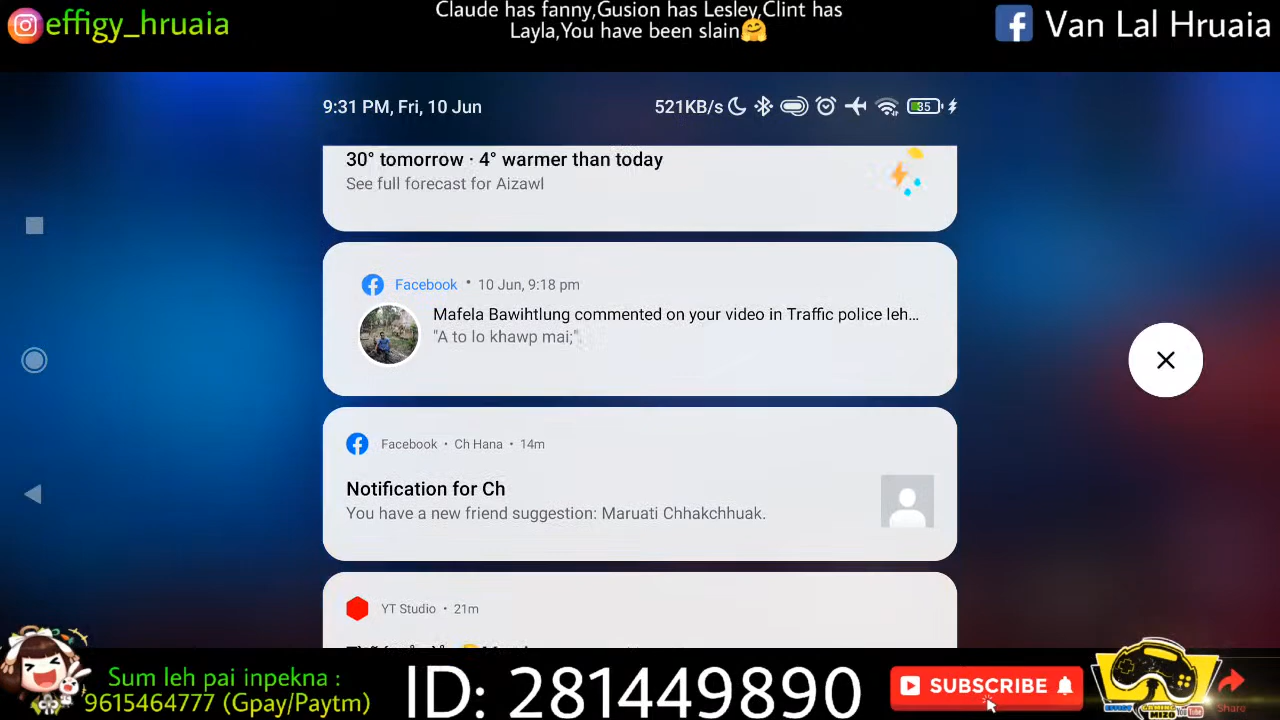 effigy_hruaia
Claude has fanny,Gusion has Lesley,Clint has
Layla,You have been slain🤗
Van Lal Hruaia
9:31 PM, Fri, 10 Jun
521KB/s
35
30° tomorrow · 4° warmer than today
See full forecast for Aizawl
Facebook • 10 Jun, 9:18 pm
Mafela Bawihtlung commented on your video in Traffic police leh...
"A to lo khawp mai;".
Facebook • Ch Hana • 14m
Notification for Ch
You have a new friend suggestion: Maruati Chhakchhuak.
YT Studio • 21m
Sum leh pai inpekna :
9615464777 (Gpay/Paytm)
ID: 281449890
SUBSCRIBE
EFFIGY GAMING MIZO
YouTube
Share